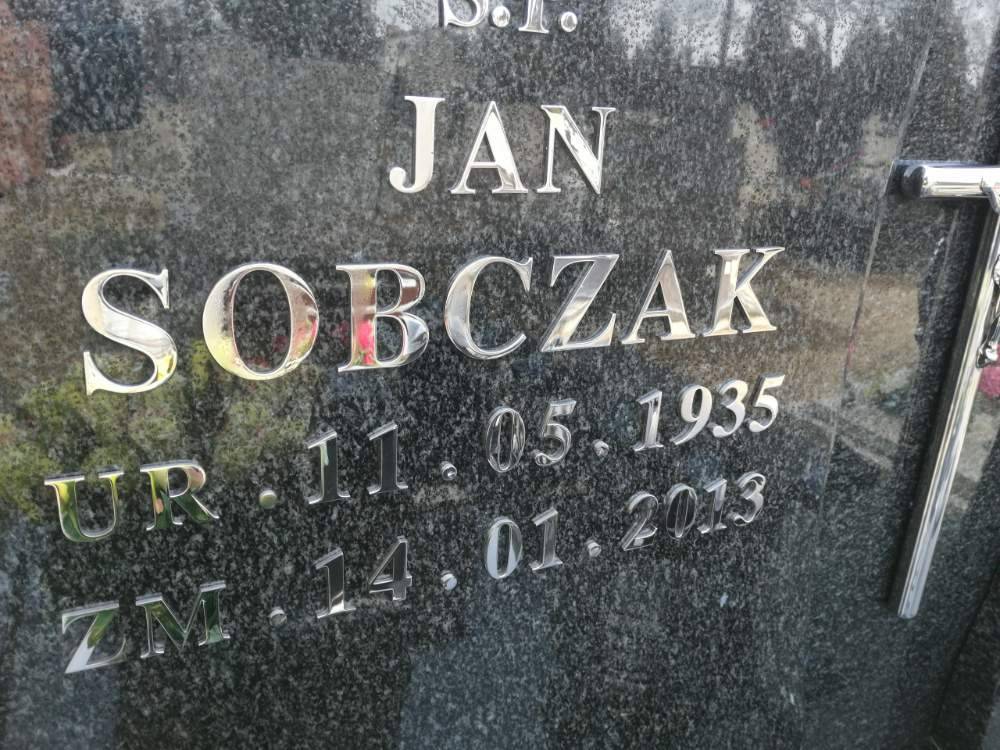 Ś.P.
JAN
SOBCZAK
UR. 11. 05. 1935
ZM. 14. 01. 2013